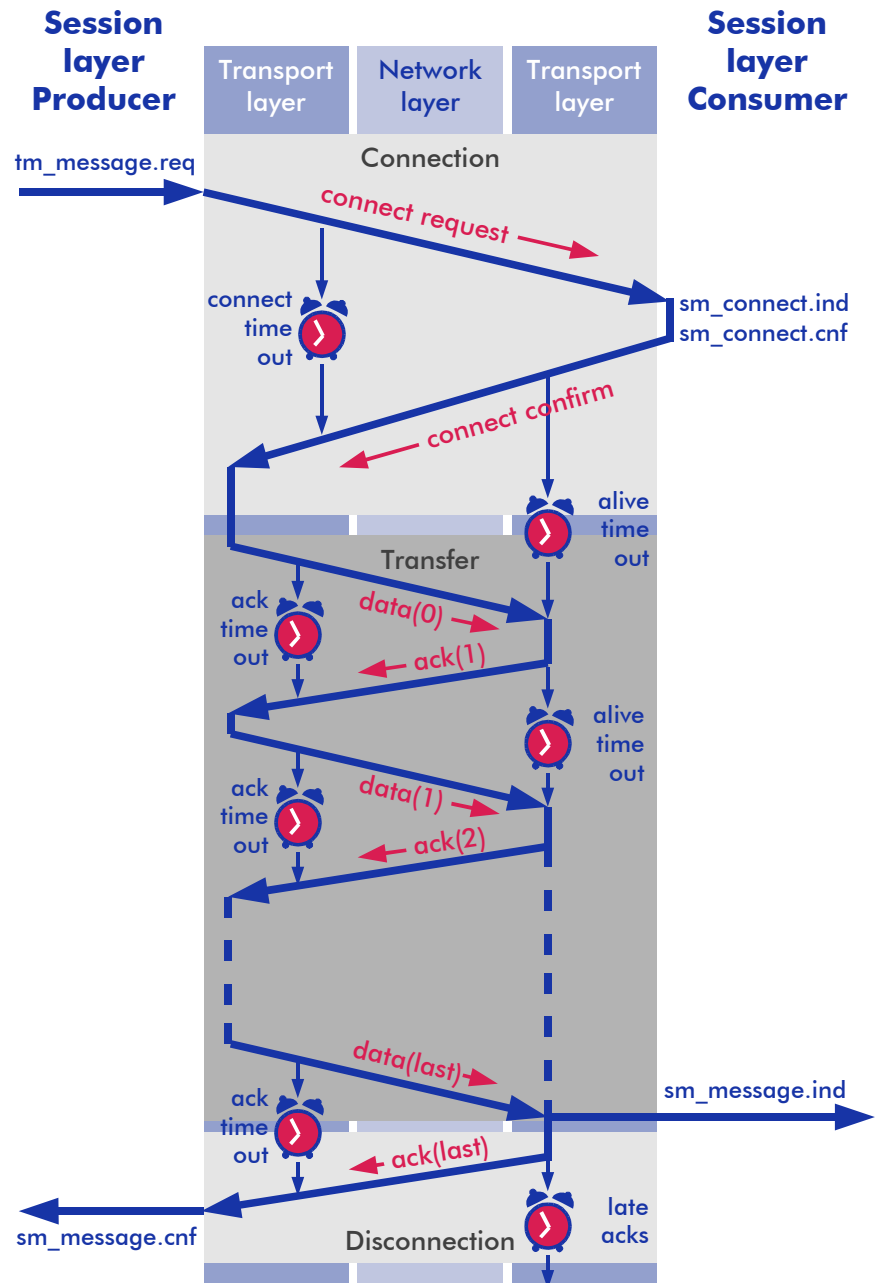 Session
layer
Producer
Session
layer
Consumer
Transport
layer
Network
layer
Transport
layer
Connection
tm_message.req
connect request
connect
time
out
sm_connect.ind
sm_connect.cnf
connect confirm
alive
time
out
Transfer
ack
time
out
data(0)
ack(1)
alive
time
out
ack
time
out
data(1)
ack(2)
data(last)
sm_message.ind
ack
time
out
ack(last)
late
acks
sm_message.cnf
Disconnection